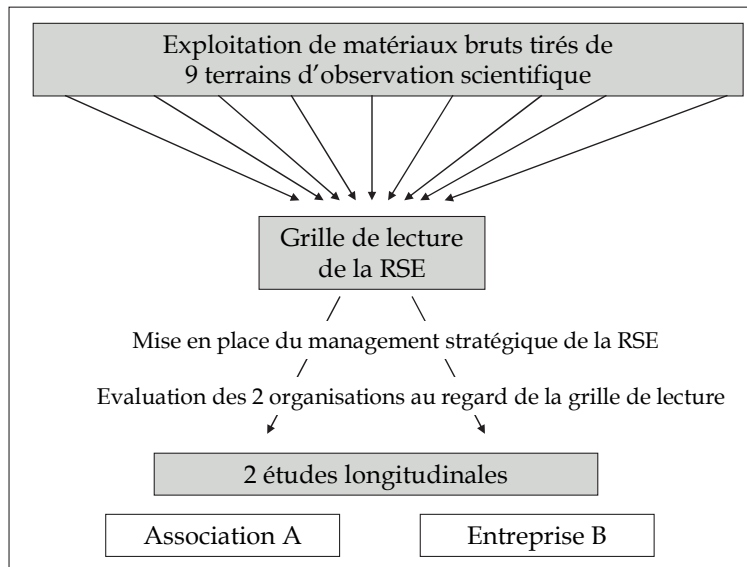 Exploitation de matériaux bruts tirés de
9 terrains d'observation scientifique
Grille de lecture
de la RSE
Mise en place du management stratégique de la RSE
Evaluation des 2 organisations au regard de la grille de lecture
2 études longitudinales
Association A
Entreprise B